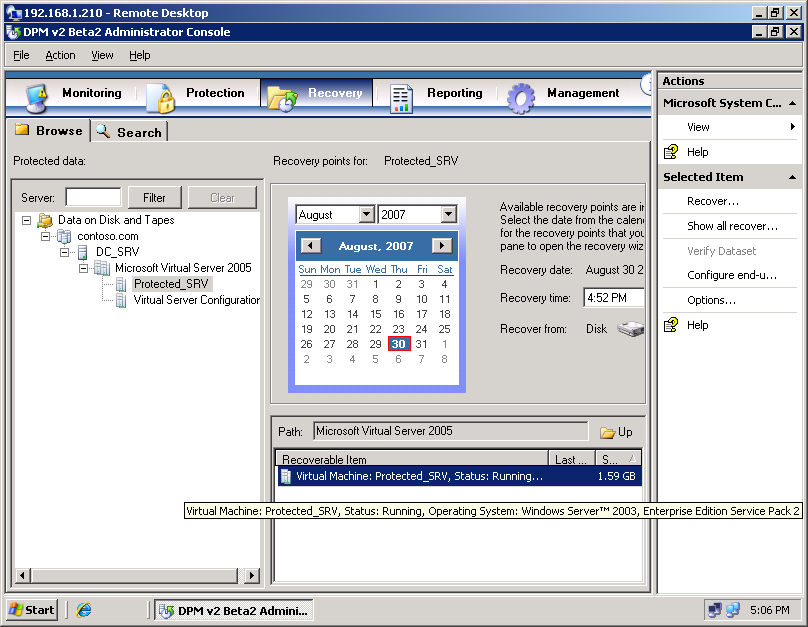 192.168.1.210 - Remote Desktop
DPM v2 Beta2 Administrator Console
File Action View Help
Monitoring Protection Recovery Reporting Management
Browse Search
Protected data:
Server: Filter Clear
Data on Disk and Tapes
contoso.com
DC_SRV
Microsoft Virtual Server 2005
Protected_SRV
Virtual Server Configuration
Recovery points for: Protected_SRV
August 2007
August, 2007
Sun Mon Tue Wed Thu Fri Sat
29 30 31 1 2 3 4
5 6 7 8 9 10 11
12 13 14 15 16 17 18
19 20 21 22 23 24 25
26 27 28 29 30 31 1
2 3 4 5 6 7 8
Available recovery points are in
Select the date from the calen
for the recovery points that you
pane to open the recovery wiz
Recovery date: August 30 2
Recovery time: 4:52 PM
Recover from: Disk
Path: Microsoft Virtual Server 2005 Up
Recoverable Item Last ... S...
Virtual Machine: Protected_SRV, Status: Running... 1.59 GB
Virtual Machine: Protected_SRV, Status: Running, Operating System: Windows Server™ 2003, Enterprise Edition Service Pack 2
Actions
Microsoft System C...
View
Help
Selected Item
Recover...
Show all recover...
Verify Dataset
Configure end-u...
Options...
Help
Start DPM v2 Beta2 Admini... 5:06 PM